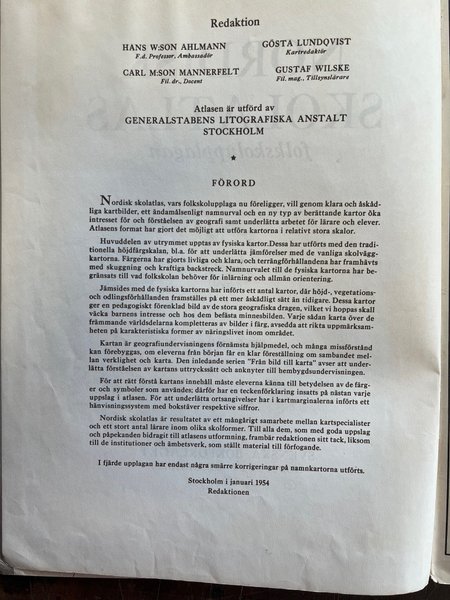 Redaktion
HANS W:SON AHLMANN
F.d. Professor, Ambassadör
GÖSTA LUNDQVIST
Kartredaktör
CARL M:SON MANNERFELT
Fil. dr., Docent
GUSTAF WILSKE
Fil. mag., Tillsynslärare
Atlasen är utförd av
GENERALSTABENS LITOGRAFISKA ANSTALT
STOCKHOLM
*
FÖRORD
Nordisk skolatlas, vars folkskolupplaga nu föreligger, vill genom klara och åskåd-
liga kartbilder, ett ändamålsenligt namnurval och en ny typ av berättande kartor öka
intresset för och förståelsen av geografi samt underlätta arbetet för lärare och elever.
Atlasens format har gjort det möjligt att utföra kartorna i relativt stora skalor.
Huvuddelen av utrymmet upptas av fysiska kartor.Dessa har utförts med den tradi-
tionella höjdfärgskalan, bl.a. för att underlätta jämförelser med de vanliga skolvägg-
kartorna. Färgerna har gjorts livliga och klara, och terrängförhållandena har framhävts
med skuggning och kraftiga backstreck. Namnurvalet till de fysiska kartorna har be-
gränsats till vad folkskolan behöver för inlärning och allmän orientering.
Jämsides med de fysiska kartorna har införts ett antal kartor, där höjd-, vegetations-
och odlingsförhållanden framställts på ett mer åskådligt sätt än tidigare. Dessa kartor
ger en pedagogiskt förenklad bild av de stora geografiska dragen, vilket vi hoppas skall
väcka barnens intresse och hos dem befästa minnesbilden. Varje sådan karta över de
främmande världsdelarna kompletteras av bilder i färg, avsedda att rikta uppmärksam-
heten på karakteristiska former av näringslivet inom området.
Kartan är geografiundervisningens förnämsta hjälpmedel, och många missförstånd
kan förebyggas, om eleverna från början får en klar föreställning om sambandet mel-
lan verklighet och karta. Den inledande serien "Från bild till karta" avser att under-
lätta förståelsen av kartans uttryckssätt och anknyter till hembygdsundervisningen.
För att rätt förstå kartans innehåll måste eleverna känna till betydelsen av de färg-
er och symboler som användes; därför har en teckenförklaring insatts på nästan varje
uppslag i atlasen. För att underlätta ortsangivelser har i kartmarginalerna införts ett
hänvisningssystem med bokstäver respektive siffror.
Nordisk skolatlas är resultatet av ett mångårigt samarbete mellan kartspecialister
och ett stort antal lärare inom olika skolformer. Till alla dem, som med goda uppslag
och påpekanden bidragit till atlasens utformning, frambär redaktionen sitt tack, liksom
till de institutioner och ämbetsverk, som ställt material till förfogande.
I fjärde upplagan har endast några smärre korrigeringar på namnkartorna utförts.
Stockholm i januari 1954
Redaktionen